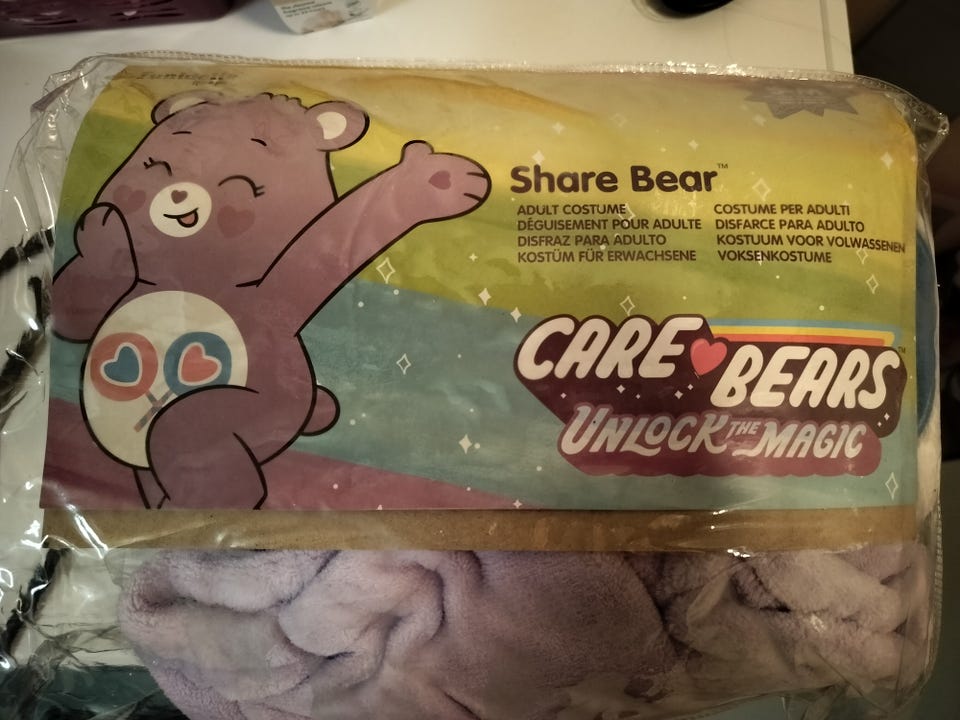 Share Bear™
ADULT COSTUME
DÉGUISEMENT POUR ADULTE
DISFRAZ PARA ADULTO
KOSTÜM FÜR ERWACHSENE
COSTUME PER ADULTI
DISFARCE PARA ADULTO
KOSTUUM VOOR VOLWASSENEN
VOKSENKOSTUME
CARE BEARS™
UNLOCK THE MAGIC